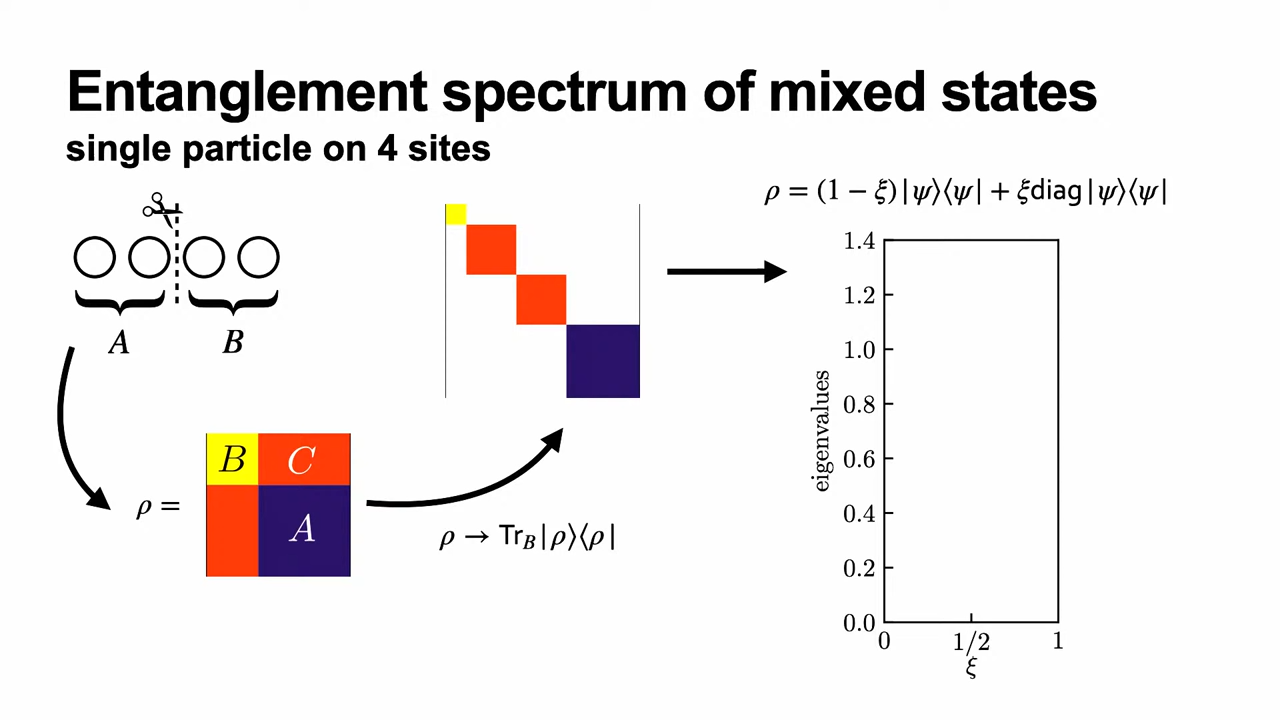 Entanglement spectrum of mixed states
single particle on 4 sites
A B
ρ =
B C
A
ρ → Tr_B|ρ⟩⟨ρ|
ρ = (1 − ξ)|ψ⟩⟨ψ| + ξdiag|ψ⟩⟨ψ|
eigenvalues
1.4
1.2
1.0
0.8
0.6
0.4
0.2
0.0
0 1/2 1
ξ